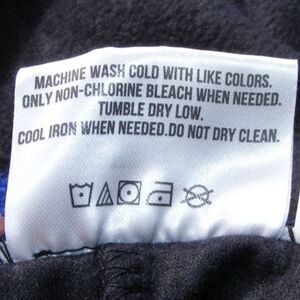 MACHINE WASH COLD WITH LIKE COLORS.
ONLY NON-CHLORINE BLEACH WHEN NEEDED.
TUMBLE DRY LOW.
COOL IRON WHEN NEEDED.DO NOT DRY CLEAN.